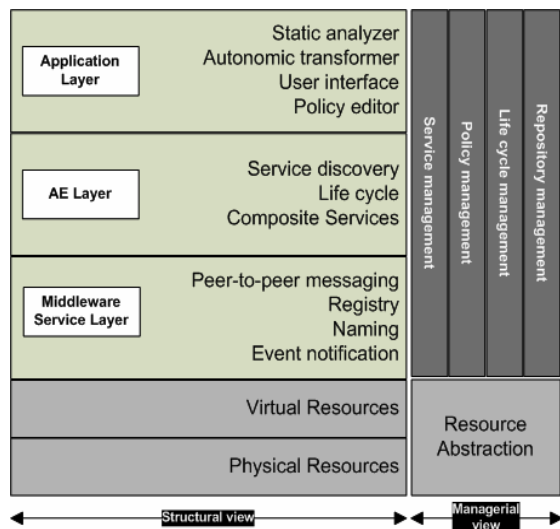 Application
Layer
Static analyzer
Autonomic transformer
User interface
Policy editor
AE Layer
Service discovery
Life cycle
Composite Services
Middleware
Service Layer
Peer-to-peer messaging
Registry
Naming
Event notification
Virtual Resources
Physical Resources
Service management
Policy management
Life cycle management
Repository management
Resource
Abstraction
Structural view
Managerial
view